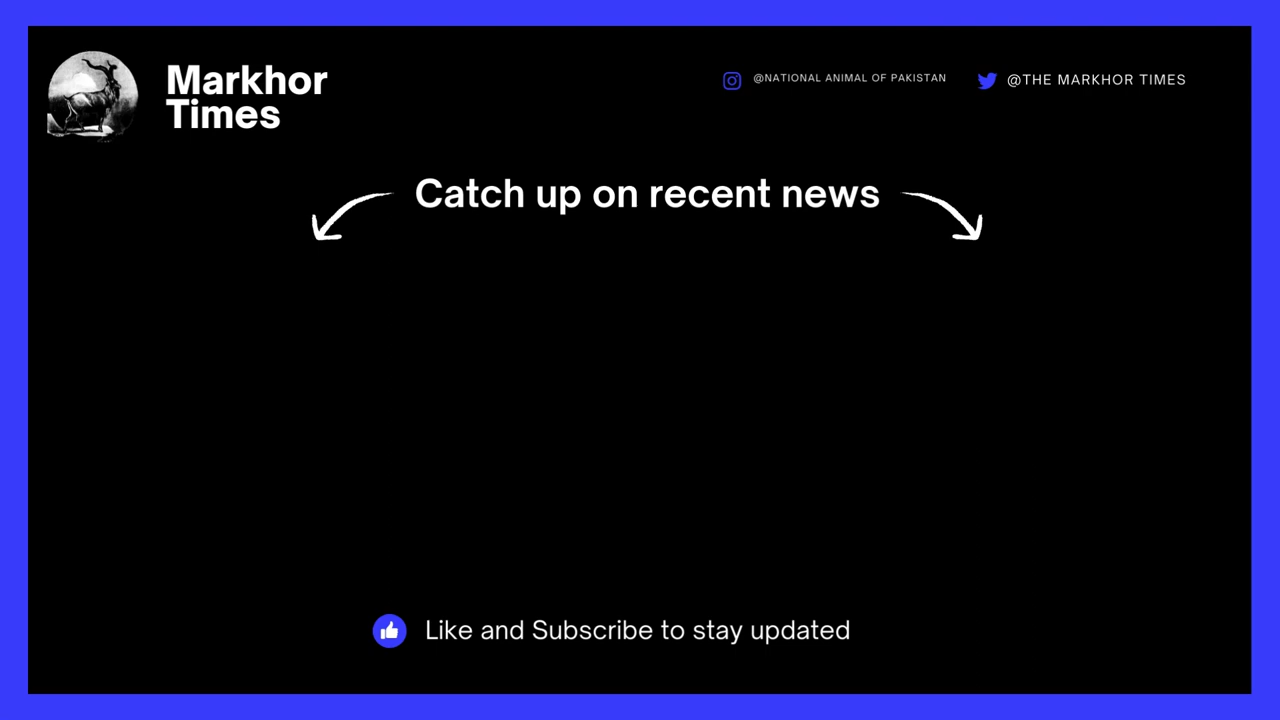 Markhor
Times
@NATIONAL ANIMAL OF PAKISTAN
@THE MARKHOR TIMES
Catch up on recent news
Like and Subscribe to stay updated